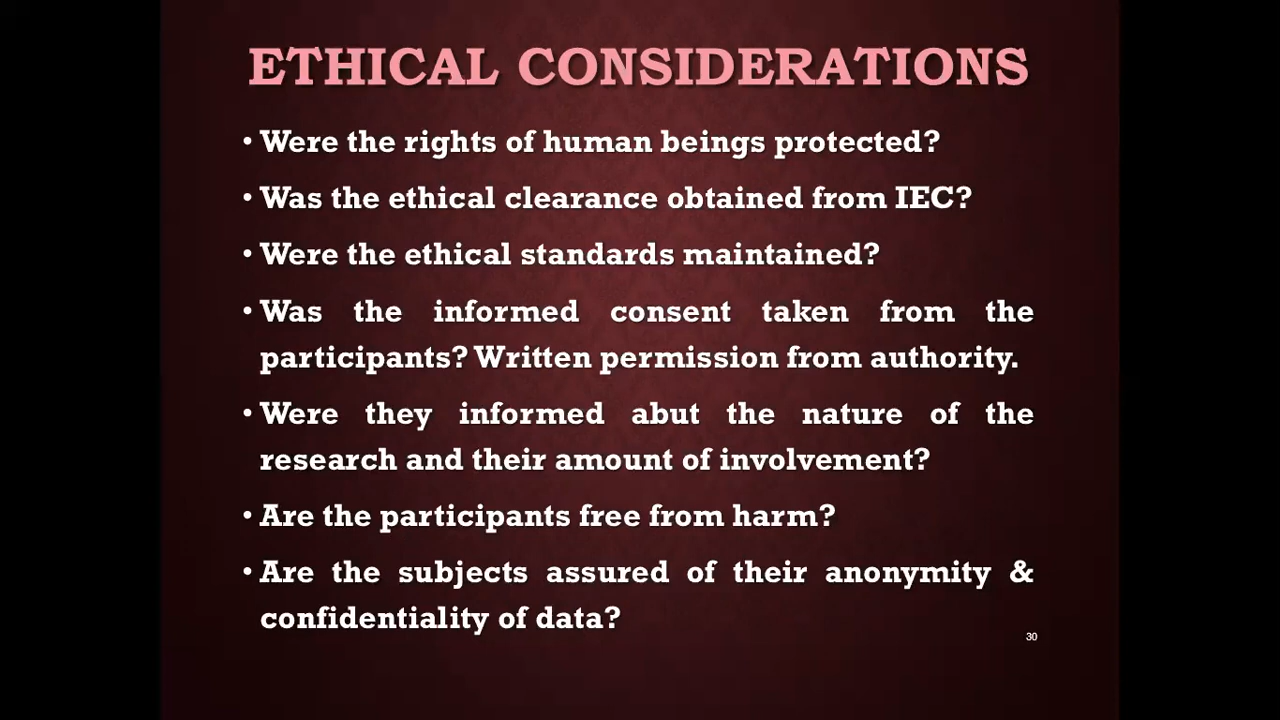 ETHICAL CONSIDERATIONS
• Were the rights of human beings protected?
• Was the ethical clearance obtained from IEC?
• Were the ethical standards maintained?
• Was the informed consent taken from the
participants? Written permission from authority.
• Were they informed abut the nature of the
research and their amount of involvement?
• Are the participants free from harm?
• Are the subjects assured of their anonymity &
confidentiality of data?
30